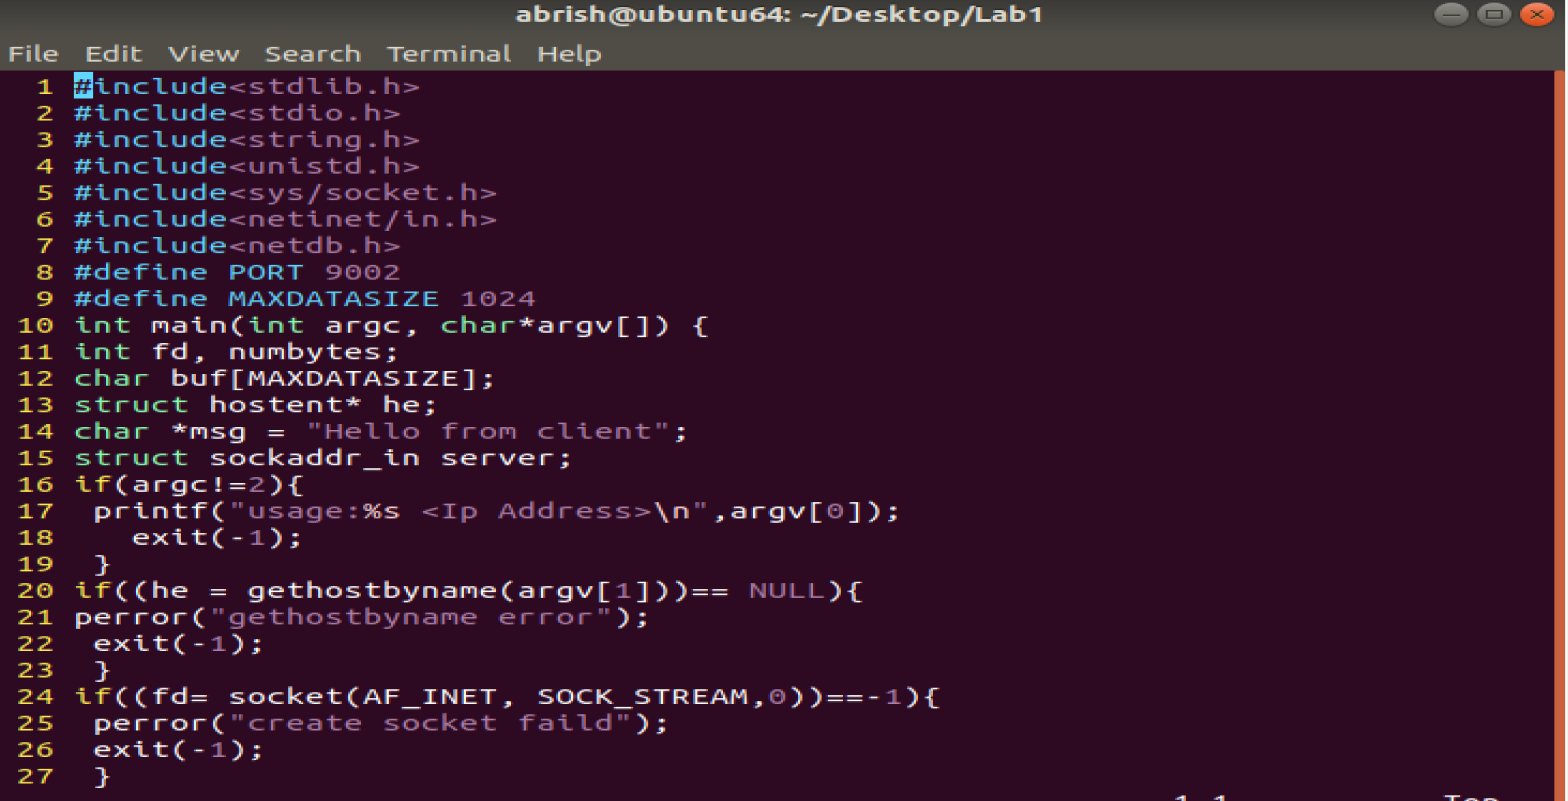 abrish@ubuntu64: ~/Desktop/Lab1
File Edit View Search Terminal Help
1 #include<stdlib.h>
2 #include<stdio.h>
3 #include<string.h>
4 #include<unistd.h>
5 #include<sys/socket.h>
6 #include<netinet/in.h>
7 #include<netdb.h>
8 #define PORT 9002
9 #define MAXDATASIZE 1024
10 int main(int argc, char*argv[]) {
11 int fd, numbytes;
12 char buf[MAXDATASIZE];
13 struct hostent* he;
14 char *msg = "Hello from client";
15 struct sockaddr_in server;
16 if(argc!=2){
17  printf("usage:%s <Ip Address>\n",argv[0]);
18    exit(-1);
19  }
20 if((he = gethostbyname(argv[1]))== NULL){
21 perror("gethostbyname error");
22  exit(-1);
23  }
24 if((fd= socket(AF_INET, SOCK_STREAM,0))==-1){
25  perror("create socket faild");
26  exit(-1);
27  }